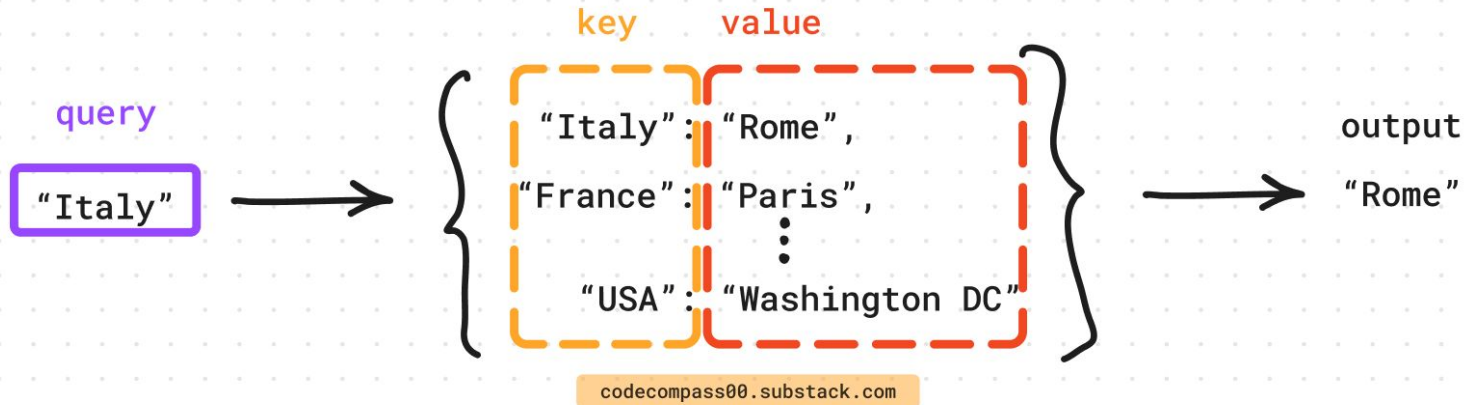 key value
query
“Italy”
“Italy”: “Rome”,
“France”: “Paris”,
“USA”: “Washington DC”
output
“Rome”
codecompass00.substack.com